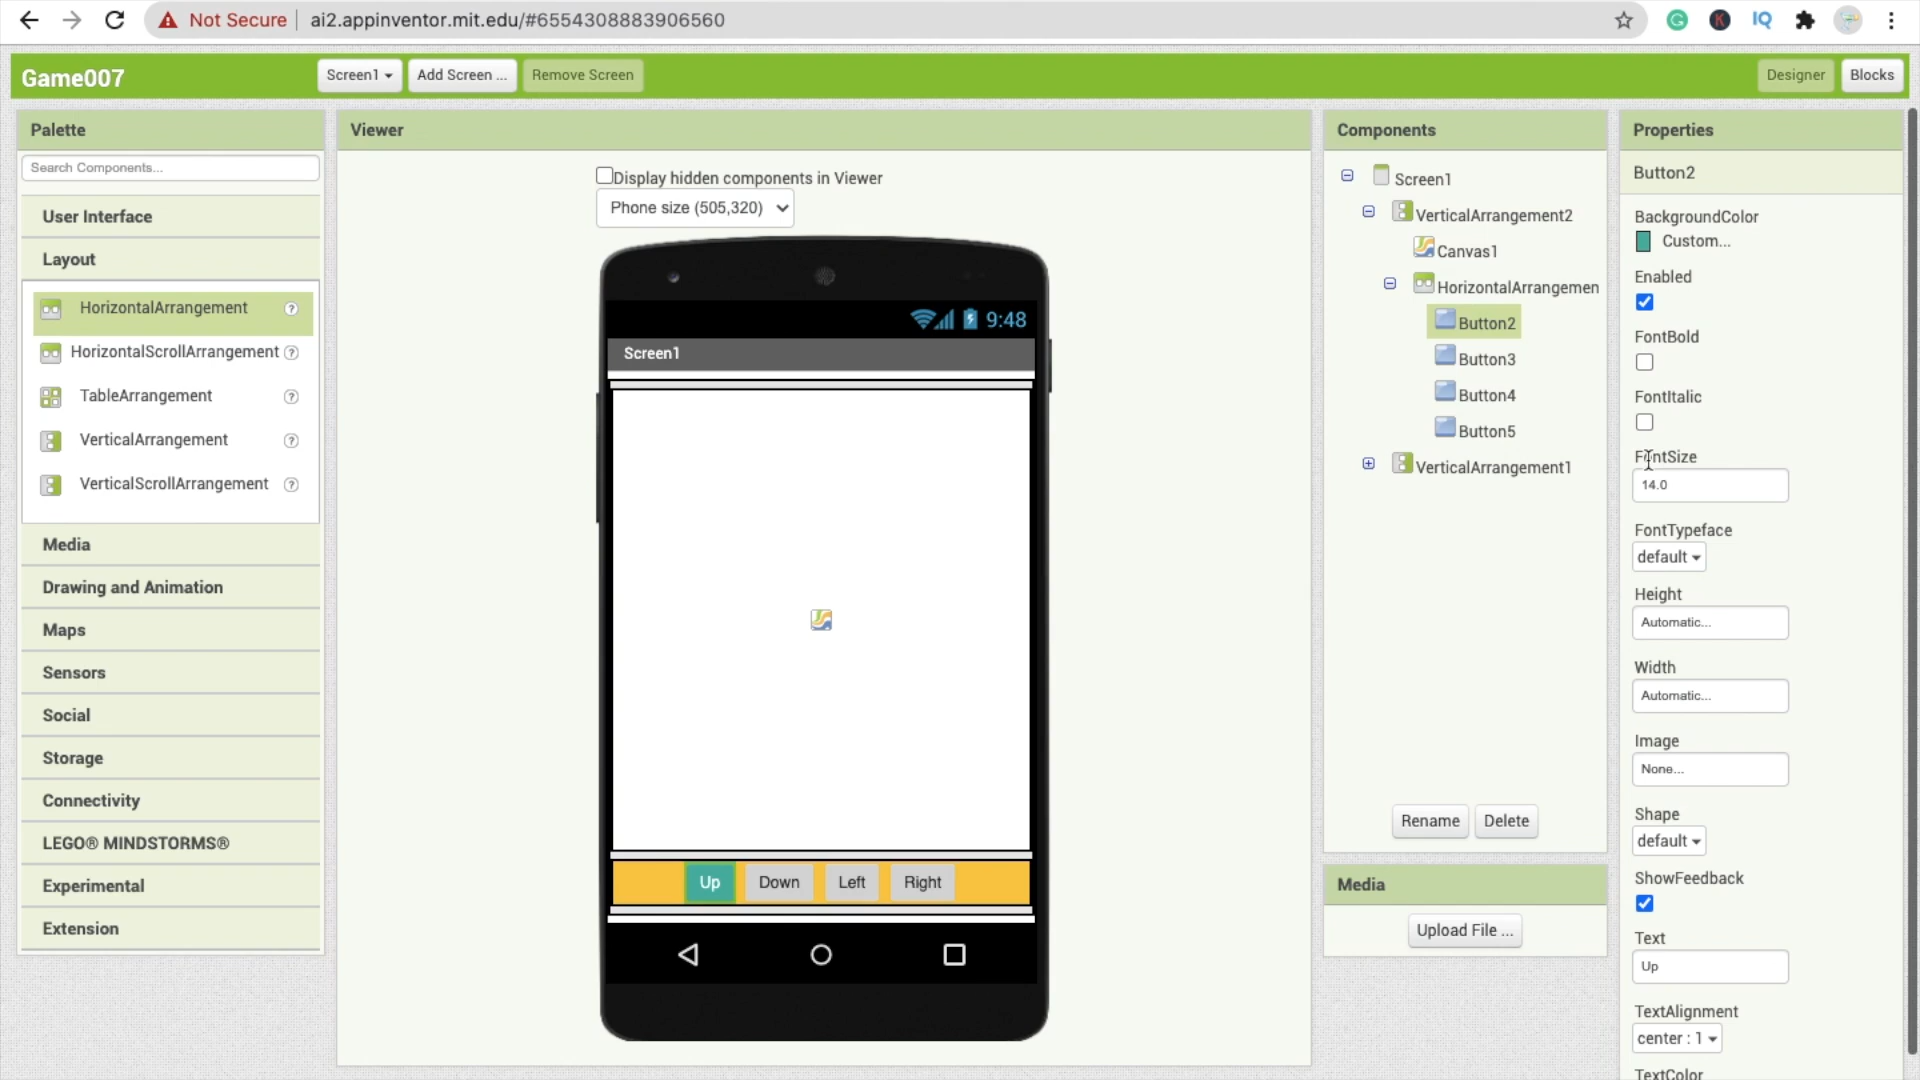 Not Secure
ai2.appinventor.mit.edu/#6554308883906560
Game007
Screen1
Add Screen ...
Remove Screen
Designer
Blocks
Palette
Search Components...
User Interface
Layout
HorizontalArrangement
HorizontalScrollArrangement
TableArrangement
VerticalArrangement
VerticalScrollArrangement
Media
Drawing and Animation
Maps
Sensors
Social
Storage
Connectivity
LEGO® MINDSTORMS®
Experimental
Extension
Viewer
Display hidden components in Viewer
Phone size (505,320)
9:48
Screen1
Up Down Left Right
Components
Screen1
VerticalArrangement2
Canvas1
HorizontalArrangemen
Button2
Button3
Button4
Button5
VerticalArrangement1
Rename
Delete
Media
Upload File ...
Properties
Button2
BackgroundColor
Custom...
Enabled
FontBold
FontItalic
FontSize
14.0
FontTypeface
default
Height
Automatic...
Width
Automatic...
Image
None...
Shape
default
ShowFeedback
Text
Up
TextAlignment
center : 1
TextColor